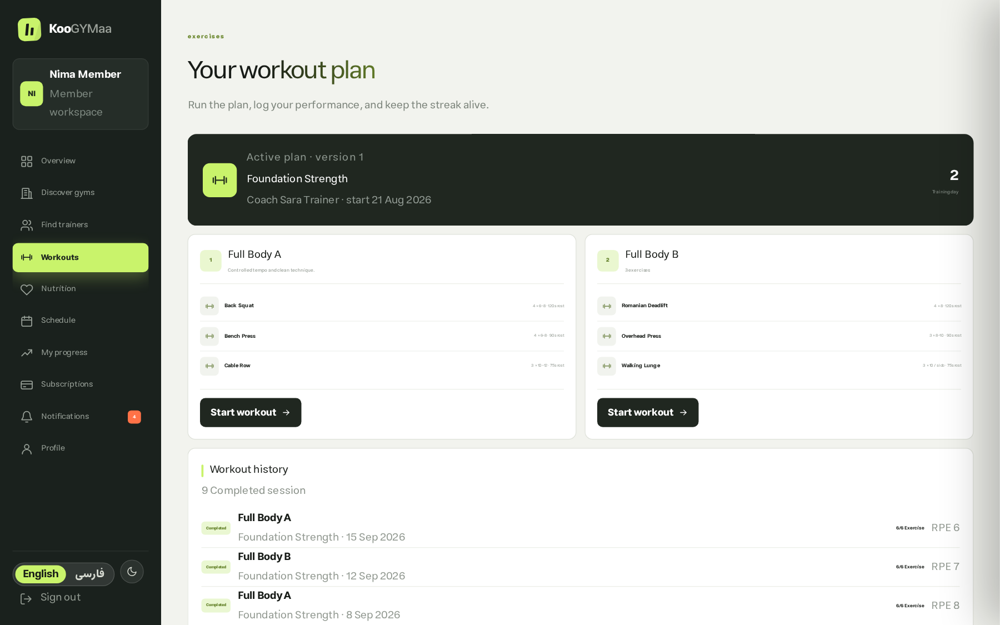 KooGYMaa
NI
Nima Member
Member
workspace
Overview
Discover gyms
Find trainers
Workouts
Nutrition
Schedule
My progress
Subscriptions
Notifications
4
Profile
English
فارسی
Sign out
exercises
Your workout plan
Run the plan, log your performance, and keep the streak alive.
Active plan · version 1
Foundation Strength
Coach Sara Trainer · start 21 Aug 2026
2
Training day
1
Full Body A
Controlled tempo and clean technique.
Back Squat
4 × 6-8 · 120s rest
Bench Press
4 × 6-8 · 90s rest
Cable Row
3 × 10-12 · 75s rest
Start workout
2
Full Body B
3 exercises
Romanian Deadlift
4 × 8 · 120s rest
Overhead Press
3 × 8-10 · 90s rest
Walking Lunge
3 × 10 / side · 75s rest
Start workout
Workout history
9 Completed session
Completed
Full Body A
Foundation Strength · 15 Sep 2026
6/6 Exercise
RPE 6
Completed
Full Body B
Foundation Strength · 12 Sep 2026
6/6 Exercise
RPE 7
Completed
Full Body A
Foundation Strength · 8 Sep 2026
6/6 Exercise
RPE 8